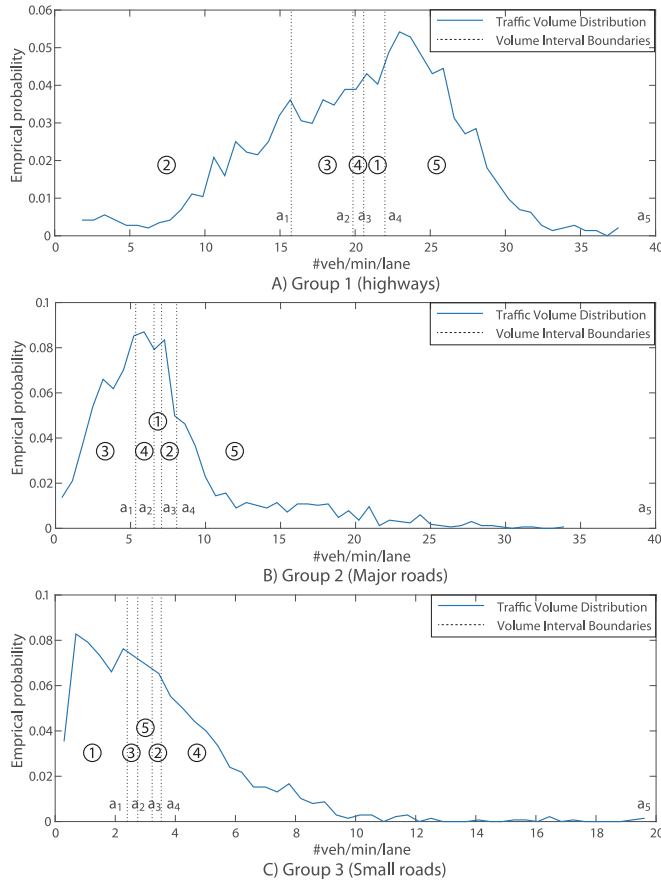 0.06
0.05
0.04
0.03
0.02
0.01
0
Emprical probability
Traffic Volume Distribution
Volume Interval Boundaries
② ③ ④ ① ⑤
a1 a2 a3 a4 a5
0 5 10 15 20 25 30 35 40
#veh/min/lane
A) Group 1 (highways)
0.1
0.08
0.06
0.04
0.02
0
Emprical probability
Traffic Volume Distribution
Volume Interval Boundaries
①
③ ④ ② ⑤
a1 a2 a3 a4 a5
0 5 10 15 20 25 30 35 40
#veh/min/lane
B) Group 2 (Major roads)
0.1
0.08
0.06
0.04
0.02
0
Emprical probability
Traffic Volume Distribution
Volume Interval Boundaries
⑤
① ③ ② ④
a1 a2 a3 a4 a5
0 2 4 6 8 10 12 14 16 18 20
#veh/min/lane
C) Group 3 (Small roads)